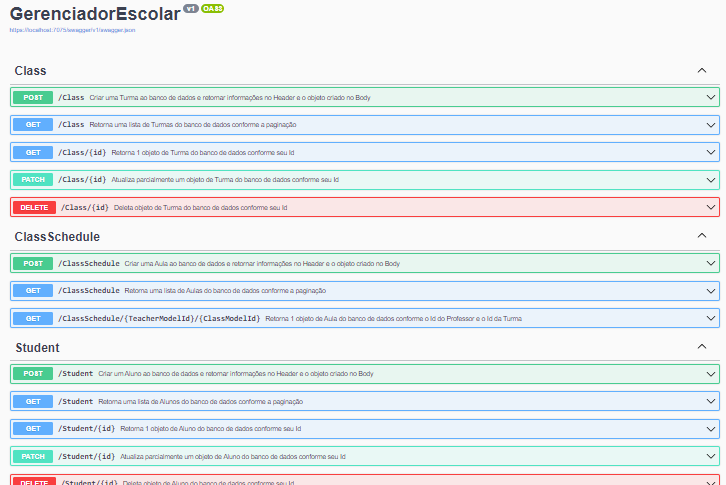 GerenciadorEscolar v1 OAS3
https://localhost:7075/swagger/v1/swagger.json
Class
POST /Class Criar uma Turma ao banco de dados e retornar informações no Header e o objeto criado no Body
GET /Class Retorna uma lista de Turmas do banco de dados conforme a paginação
GET /Class/{id} Retorna 1 objeto de Turma do banco de dados conforme seu Id
PATCH /Class/{id} Atualiza parcialmente um objeto de Turma do banco de dados conforme seu Id
DELETE /Class/{id} Deleta objeto de Turma do banco de dados conforme seu Id
ClassSchedule
POST /ClassSchedule Criar uma Aula ao banco de dados e retornar informações no Header e o objeto criado no Body
GET /ClassSchedule Retorna uma lista de Aulas do banco de dados conforme a paginação
GET /ClassSchedule/{TeacherModelId}/{ClassModelId} Retorna 1 objeto de Aula do banco de dados conforme o Id do Professor e o Id da Turma
Student
POST /Student Criar um Aluno ao banco de dados e retornar informações no Header e o objeto criado no Body
GET /Student Retorna uma lista de Alunos do banco de dados conforme a paginação
GET /Student/{id} Retorna 1 objeto de Aluno do banco de dados conforme seu Id
PATCH /Student/{id} Atualiza parcialmente um objeto de Aluno do banco de dados conforme seu Id
DELETE /Student/{id} Deleta objeto de Aluno do banco de dados conforme seu Id